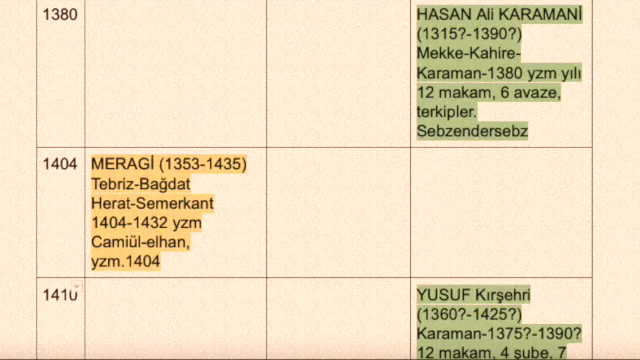 1380
HASAN Ali KARAMANİ
(1315?-1390?)
Mekke-Kahire-
Karaman-1380 yzm yılı
12 makam, 6 avaze,
terkipler.
Sebzendersebz
1404
MERAGİ (1353-1435)
Tebriz-Bağdat
Herat-Semerkant
1404-1432 yzm
Camiül-elhan,
yzm.1404
1410
YUSUF Kırşehri
(1360?-1425?)
Karaman-1375?-1390?
12 makam, 4 şube, 7